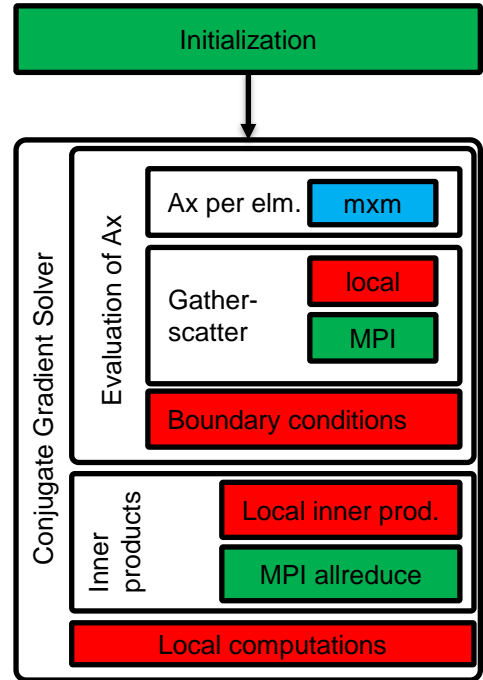 Initialization
Conjugate Gradient Solver
Evaluation of Ax
Ax per elm.
mxm
Gather-
scatter
local
MPI
Boundary conditions
Inner
products
Local inner prod.
MPI allreduce
Local computations